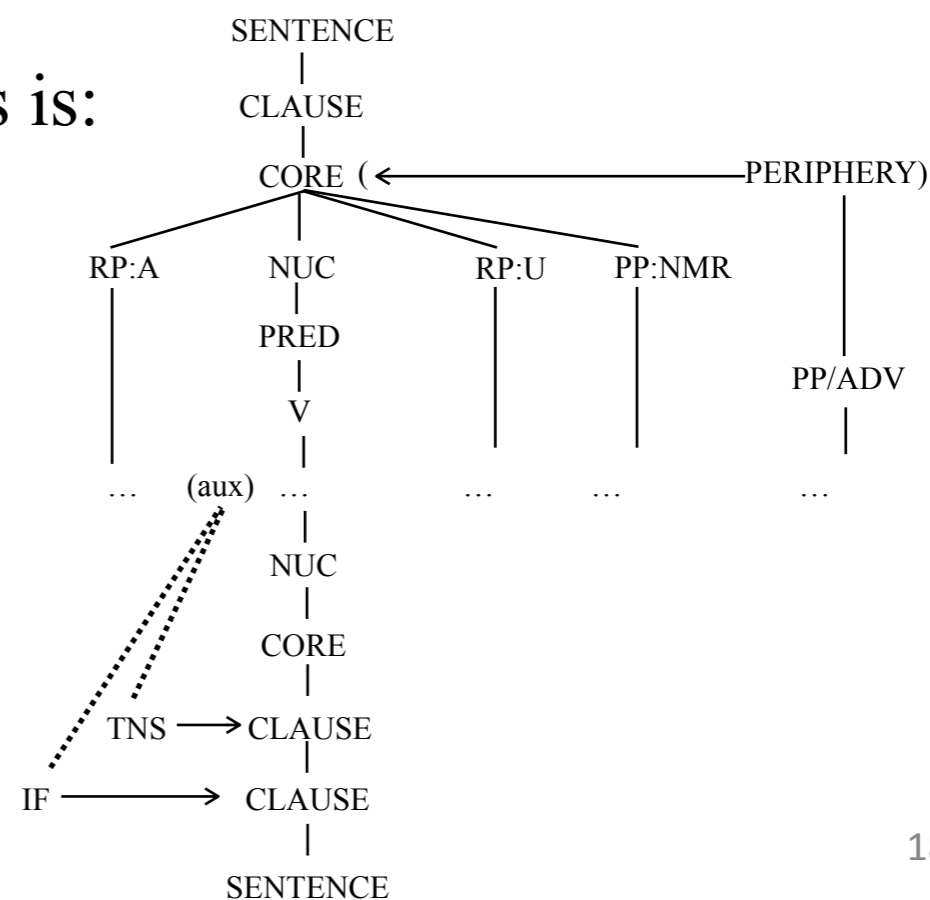 SENTENCE
s is:
CLAUSE
CORE ( PERIPHERY)
RP:A NUC RP:U PP:NMR
PRED
PP/ADV
V
… (aux) … … … …
NUC
CORE
TNS CLAUSE
IF CLAUSE
SENTENCE